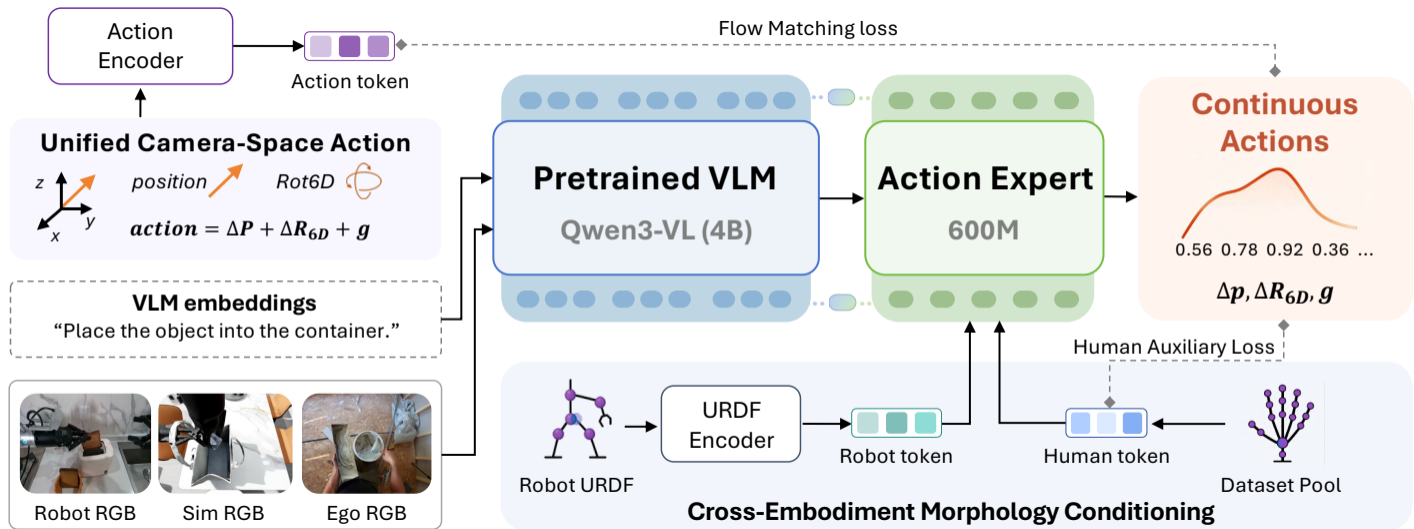 Action
Encoder
Action token
Flow Matching loss
Unified Camera-Space Action
z
y
x
position
Rot6D
action = ΔP + ΔR6D + g
VLM embeddings
“Place the object into the container.”
Robot RGB
Sim RGB
Ego RGB
Pretrained VLM
Qwen3-VL (4B)
Action Expert
600M
Continuous
Actions
0.56 0.78 0.92 0.36 ...
Δp, ΔR6D, g
Human Auxiliary Loss
Robot URDF
URDF
Encoder
Robot token
Human token
Dataset Pool
Cross-Embodiment Morphology Conditioning